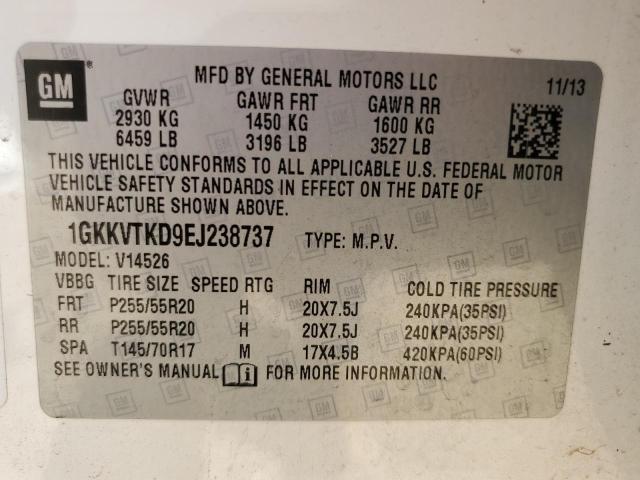 GM ® MFD BY GENERAL MOTORS LLC 11/13
GVWR GAWR FRT GAWR RR
2930 KG 1450 KG 1600 KG
6459 LB 3196 LB 3527 LB
THIS VEHICLE CONFORMS TO ALL APPLICABLE U.S. FEDERAL MOTOR
VEHICLE SAFETY STANDARDS IN EFFECT ON THE DATE OF
MANUFACTURE SHOWN ABOVE.
1GKKVTKD9EJ238737 TYPE: M.P.V.
MODEL: V14526
VBBG TIRE SIZE SPEED RTG RIM COLD TIRE PRESSURE
FRT P255/55R20 H 20X7.5J 240KPA(35PSI)
RR P255/55R20 H 20X7.5J 240KPA(35PSI)
SPA T145/70R17 M 17X4.5B 420KPA(60PSI)
SEE OWNER'S MANUAL FOR MORE INFORMATION.